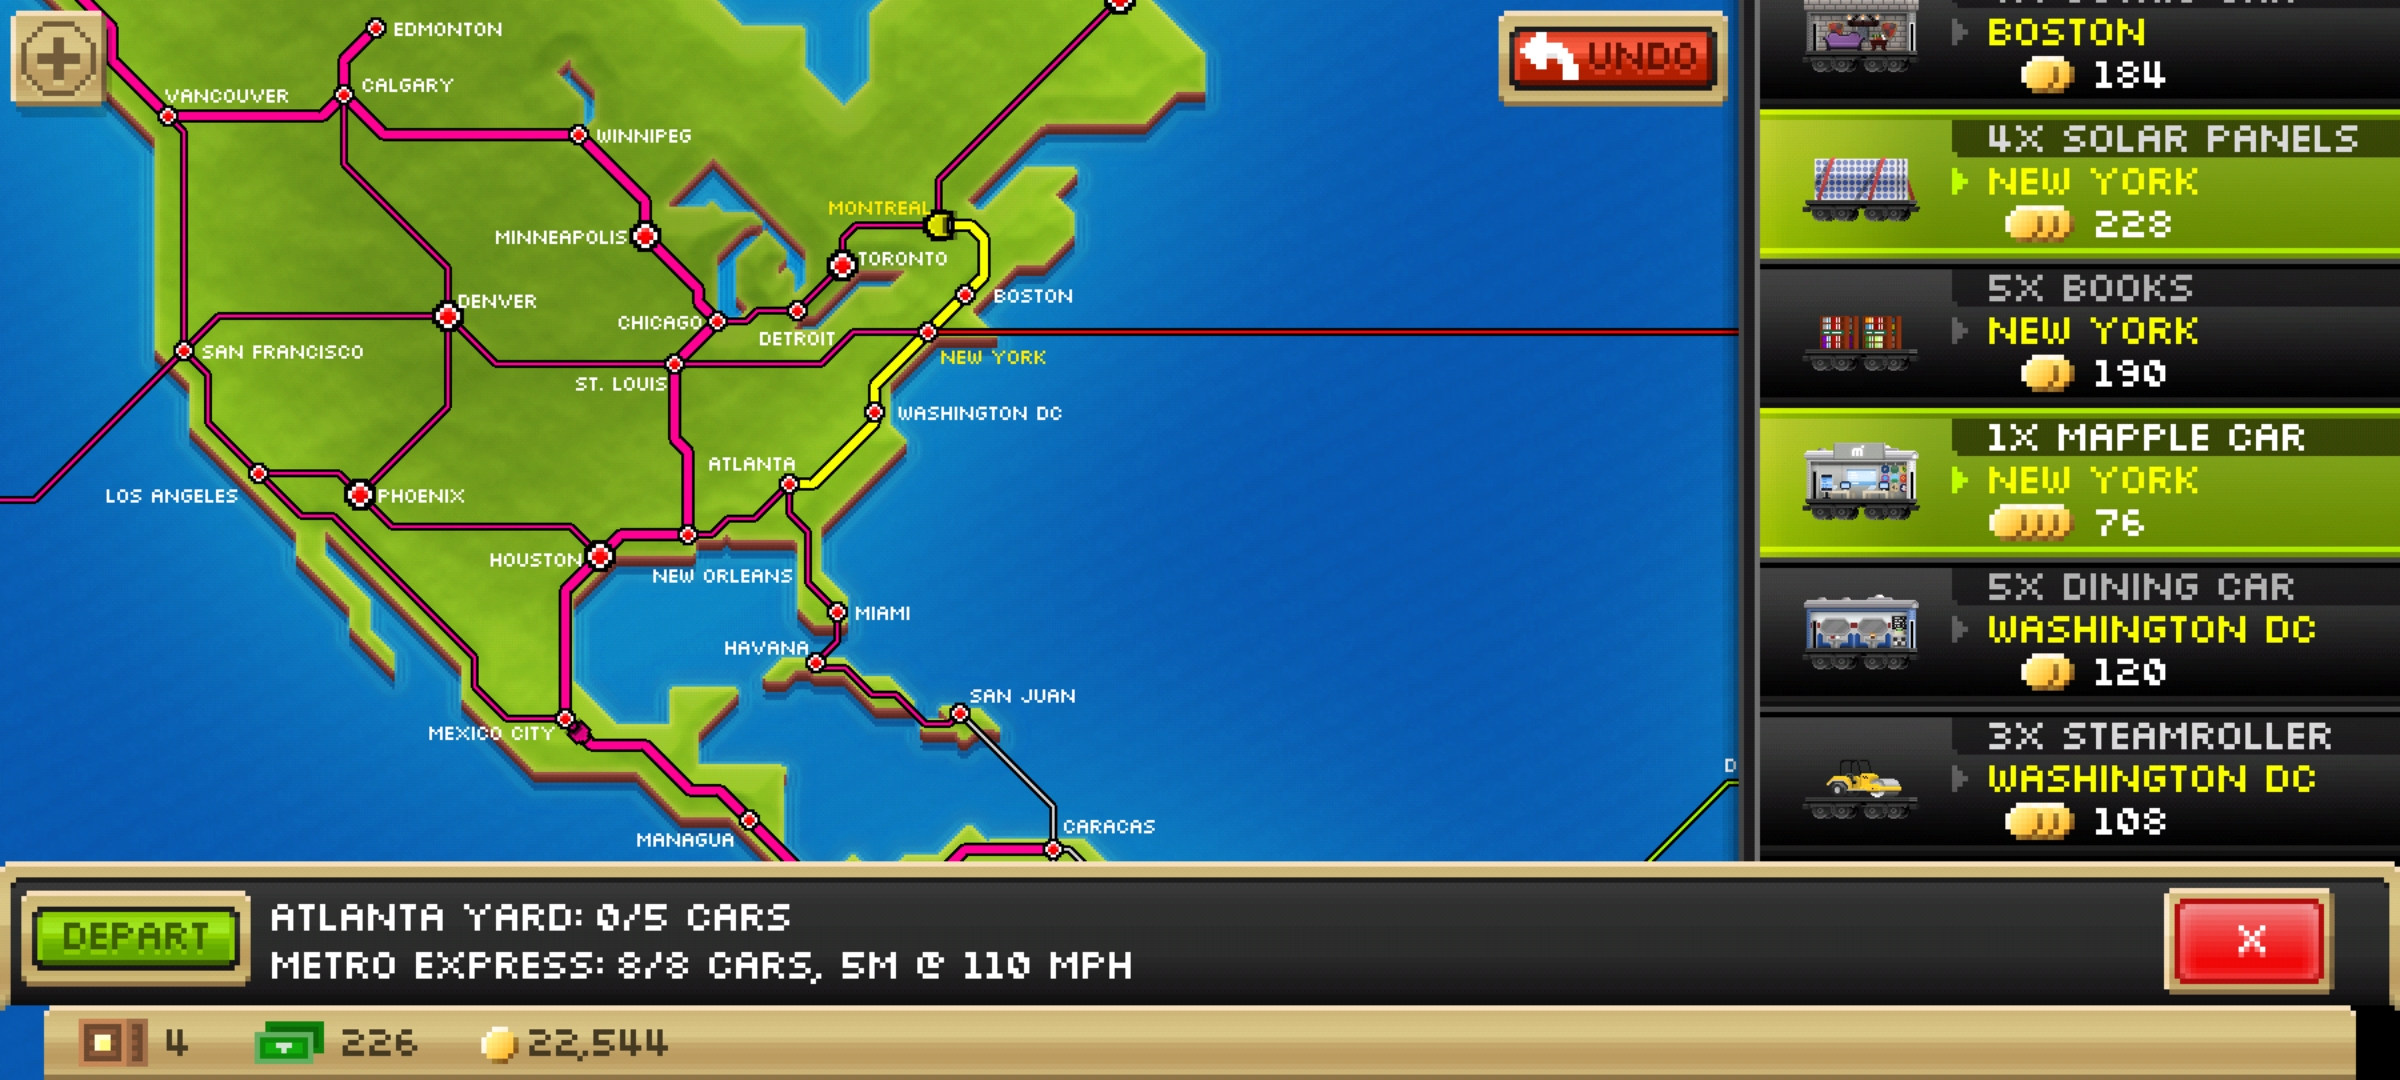 EDMONTON
CALGARY
VANCOUVER
WINNIPEG
MONTREAL
MINNEAPOLIS
TORONTO
BOSTON
DENVER
CHICAGO
DETROIT
SAN FRANCISCO
NEW YORK
ST. LOUIS
WASHINGTON DC
ATLANTA
LOS ANGELES
PHOENIX
HOUSTON
NEW ORLEANS
MIAMI
HAVANA
SAN JUAN
MEXICO CITY
CARACAS
MANAGUA
D
UNDO
BOSTON
184
4X SOLAR PANELS
NEW YORK
228
5X BOOKS
NEW YORK
190
1X MAPPLE CAR
m
NEW YORK
76
5X DINING CAR
WASHINGTON DC
120
3X STEAMROLLER
WASHINGTON DC
108
DEPART
ATLANTA YARD: 0/5 CARS
METRO EXPRESS: 8/8 CARS, 5M @ 110 MPH
X
4
226
22,544